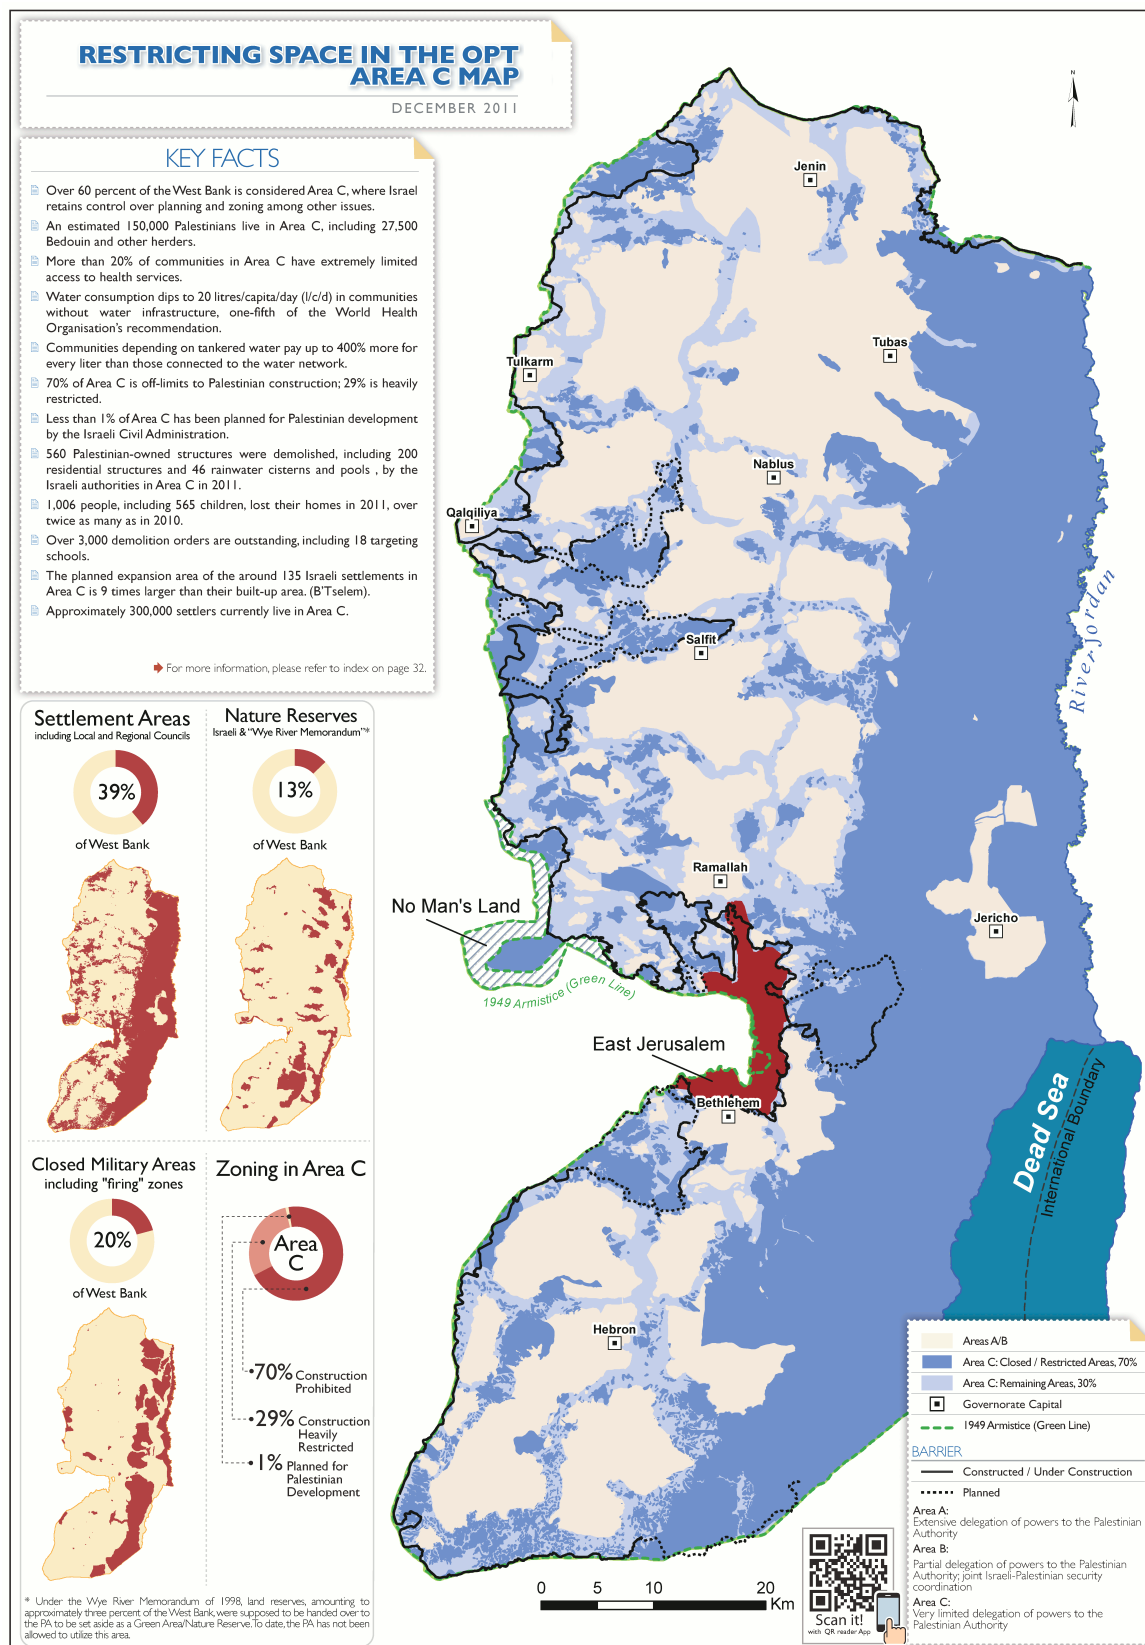 RESTRICTING SPACE IN THE OPT
AREA C MAP
DECEMBER 2011
KEY FACTS
Over 60 percent of the West Bank is considered Area C, where Israel
retains control over planning and zoning among other issues.
An estimated 150,000 Palestinians live in Area C, including 27,500
Bedouin and other herders.
More than 20% of communities in Area C have extremely limited
access to health services.
Water consumption dips to 20 litres/capita/day (l/c/d) in communities
without water infrastructure, one-fifth of the World Health
Organisation's recommendation.
Communities depending on tankered water pay up to 400% more for
every liter than those connected to the water network.
70% of Area C is off-limits to Palestinian construction; 29% is heavily
restricted.
Less than 1% of Area C has been planned for Palestinian development
by the Israeli Civil Administration.
560 Palestinian-owned structures were demolished, including 200
residential structures and 46 rainwater cisterns and pools , by the
Israeli authorities in Area C in 2011.
1,006 people, including 565 children, lost their homes in 2011, over
twice as many as in 2010.
Over 3,000 demolition orders are outstanding, including 18 targeting
schools.
The planned expansion area of the around 135 Israeli settlements in
Area C is 9 times larger than their built-up area. (B'Tselem).
Approximately 300,000 settlers currently live in Area C.
For more information, please refer to index on page 32.
Settlement Areas
including Local and Regional Councils
39%
of West Bank
Nature Reserves
Israeli & "Wye River Memorandum"*
13%
of West Bank
Closed Military Areas
including "firing" zones
20%
of West Bank
Zoning in Area C
Area
C
70% Construction
Prohibited
29% Construction
Heavily
Restricted
1% Planned for
Palestinian
Development
* Under the Wye River Memorandum of 1998, land reserves, amounting to
approximately three percent of the West Bank, were supposed to be handed over to
the PA to be set aside as a Green Area/Nature Reserve. To date, the PA has not been
allowed to utilize this area.
N
Jenin
Tubas
Tulkarm
Nablus
Qalqiliya
Salfit
River Jordan
Ramallah
No Man's Land
Jericho
1949 Armistice (Green Line)
East Jerusalem
Bethlehem
Dead Sea
International Boundary
Hebron
0 5 10 20
Km
Scan it!
with QR reader App
Areas A/B
Area C: Closed / Restricted Areas, 70%
Area C: Remaining Areas, 30%
Governorate Capital
1949 Armistice (Green Line)
BARRIER
Constructed / Under Construction
Planned
Area A:
Extensive delegation of powers to the Palestinian
Authority
Area B:
Partial delegation of powers to the Palestinian
Authority; joint Israeli-Palestinian security
coordination
Area C:
Very limited delegation of powers to the
Palestinian Authority